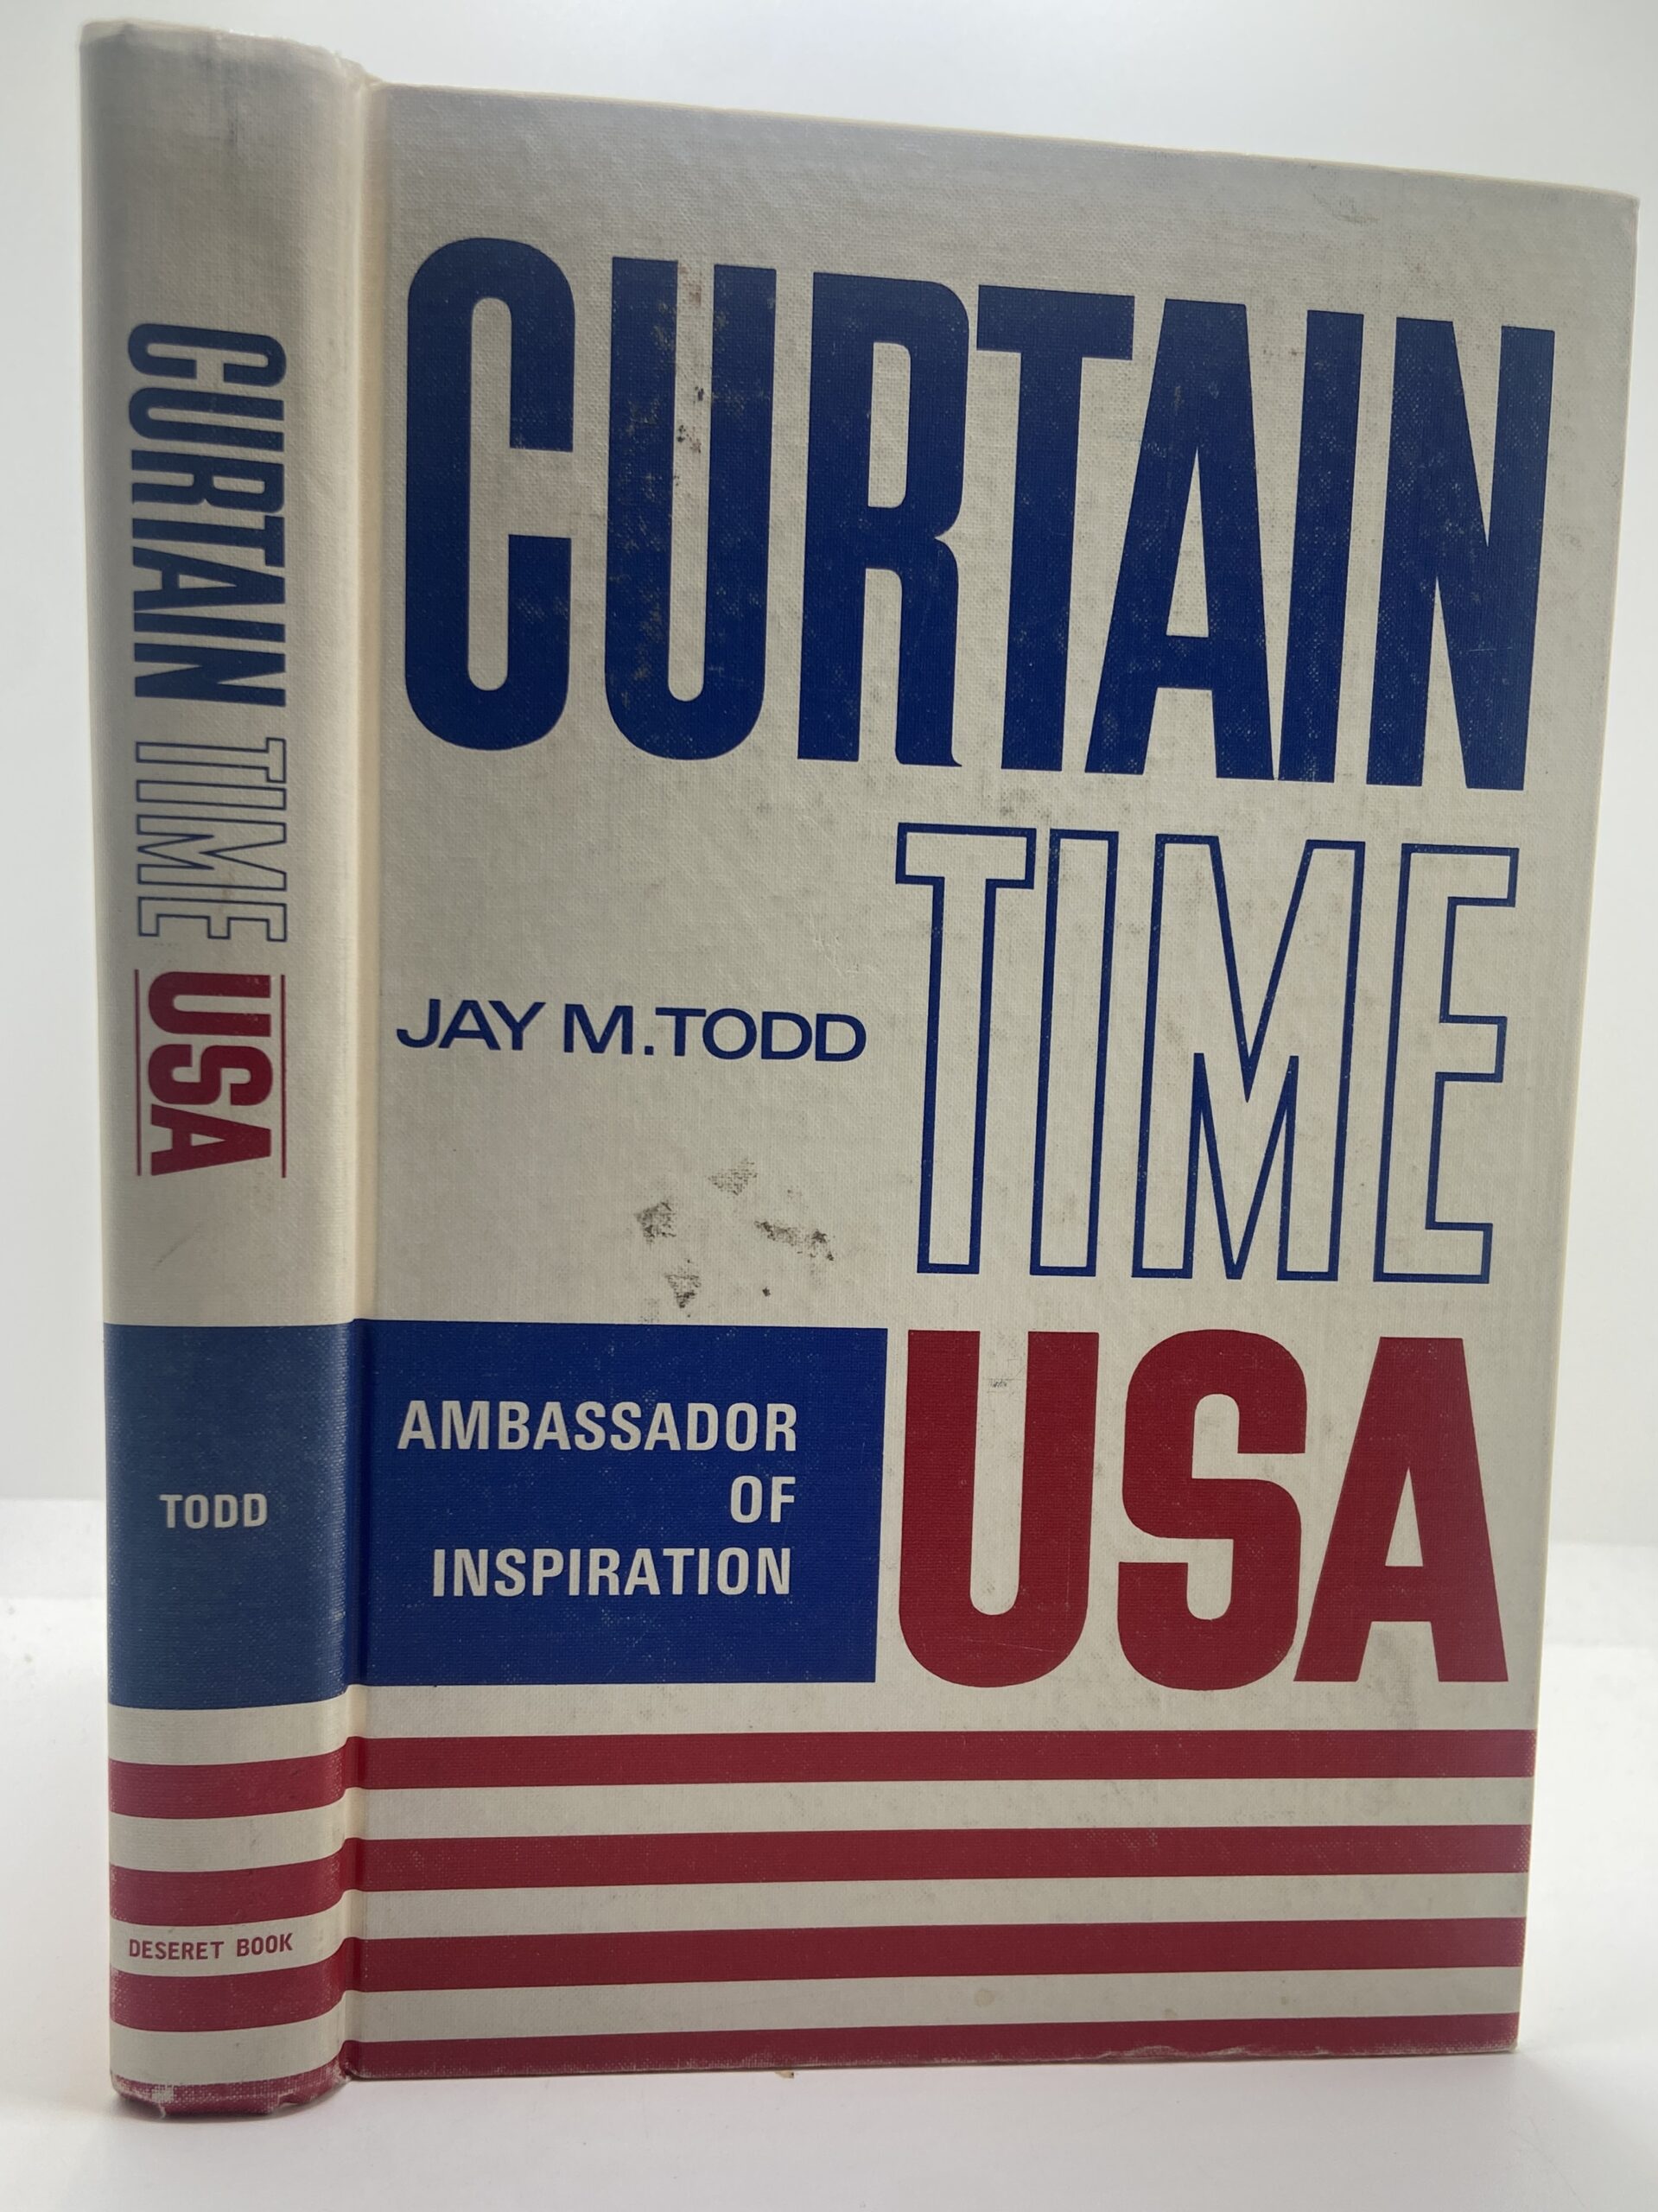 CURTAIN TIME USA
TODD
DESERET BOOK
CURTAIN
TIME
JAY M. TODD
USA
AMBASSADOR
OF
INSPIRATION